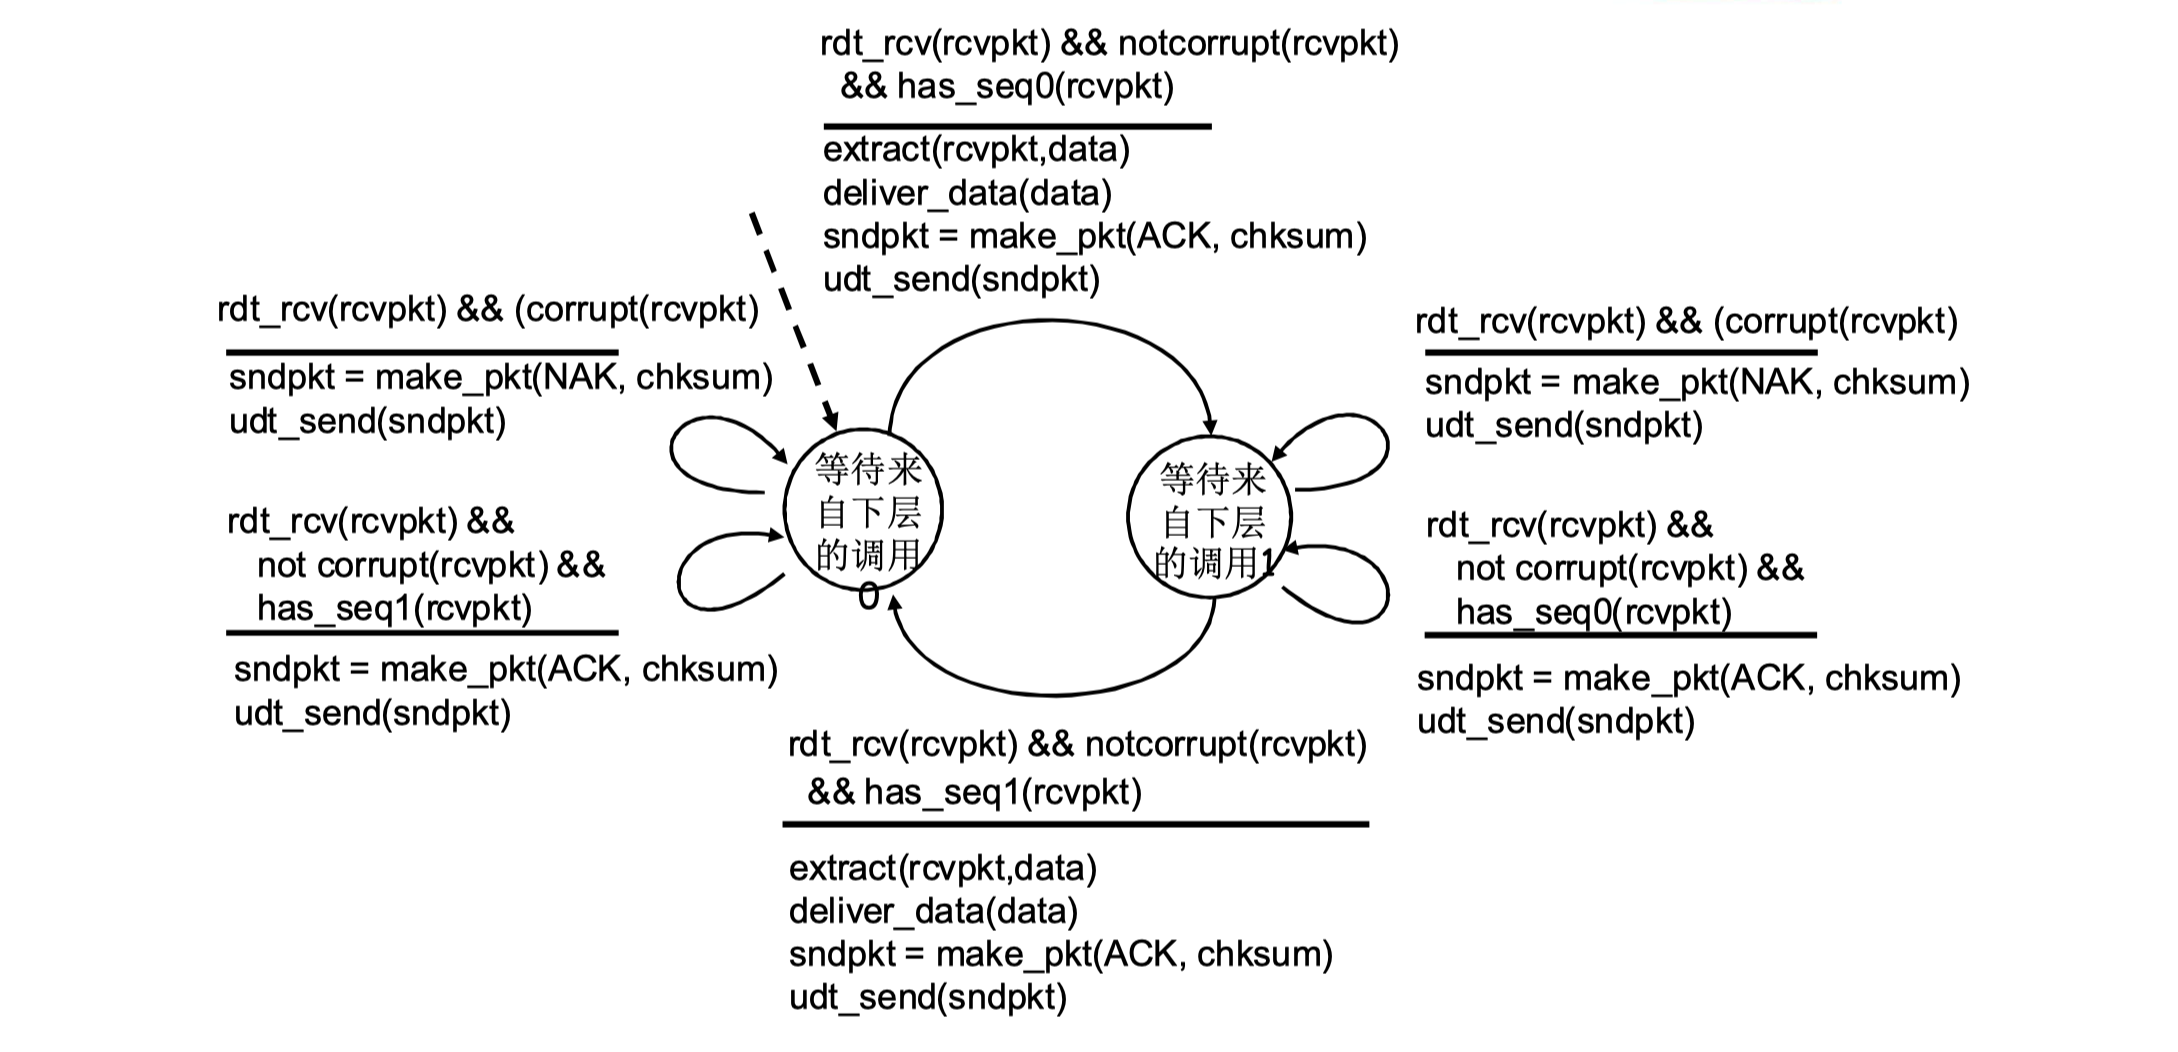 rdt_rcv(rcvpkt) && notcorrupt(rcvpkt)
&& has_seq0(rcvpkt)
extract(rcvpkt,data)
deliver_data(data)
sndpkt = make_pkt(ACK, chksum)
udt_send(sndpkt)
rdt_rcv(rcvpkt) && (corrupt(rcvpkt)
sndpkt = make_pkt(NAK, chksum)
udt_send(sndpkt)
rdt_rcv(rcvpkt) &&
not corrupt(rcvpkt) &&
has_seq1(rcvpkt)
sndpkt = make_pkt(ACK, chksum)
udt_send(sndpkt)
等待来
自下层
的调用
0
等待来
自下层
的调用1
rdt_rcv(rcvpkt) && (corrupt(rcvpkt)
sndpkt = make_pkt(NAK, chksum)
udt_send(sndpkt)
rdt_rcv(rcvpkt) &&
not corrupt(rcvpkt) &&
has_seq0(rcvpkt)
sndpkt = make_pkt(ACK, chksum)
udt_send(sndpkt)
rdt_rcv(rcvpkt) && notcorrupt(rcvpkt)
&& has_seq1(rcvpkt)
extract(rcvpkt,data)
deliver_data(data)
sndpkt = make_pkt(ACK, chksum)
udt_send(sndpkt)